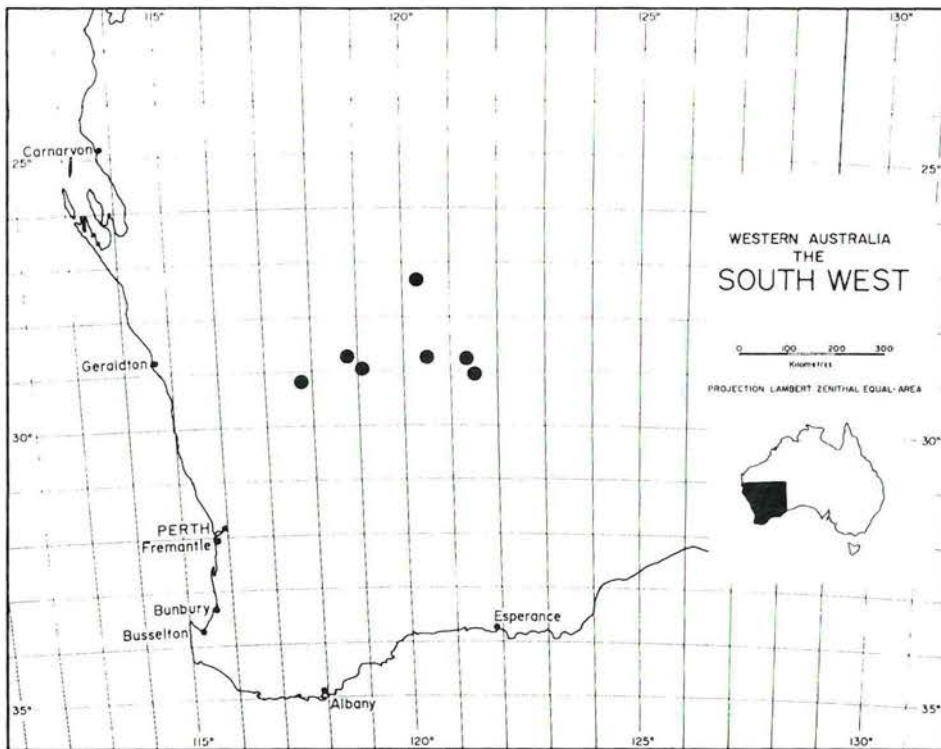 115° 120° 125° 130°
Carnarvon
25° 25°
WESTERN AUSTRALIA
THE
SOUTH WEST
0 100 200 300
Kilometres
Geraldton
PROJECTION LAMBERT ZENITHAL EQUAL-AREA
30° 30°
PERTH
Fremantle
Bunbury
Busselton
Esperance
Albany
35° 35°
115° 120° 125° 130°